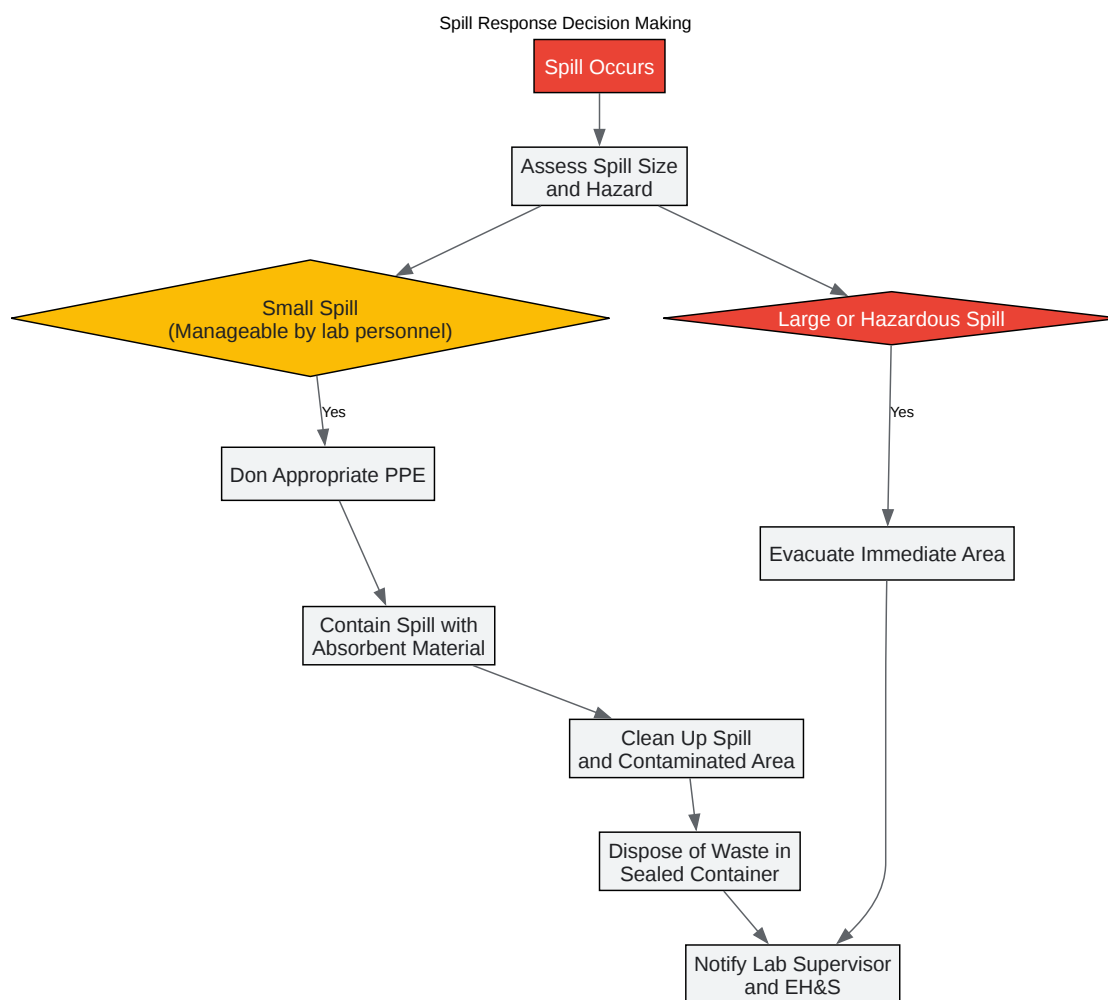 Spill Response Decision Making
Spill Occurs
Assess Spill Size
and Hazard
Small Spill
(Manageable by lab personnel)
Large or Hazardous Spill
Yes
Yes
Don Appropriate PPE
Evacuate Immediate Area
Contain Spill with
Absorbent Material
Clean Up Spill
and Contaminated Area
Dispose of Waste in
Sealed Container
Notify Lab Supervisor
and EH&S